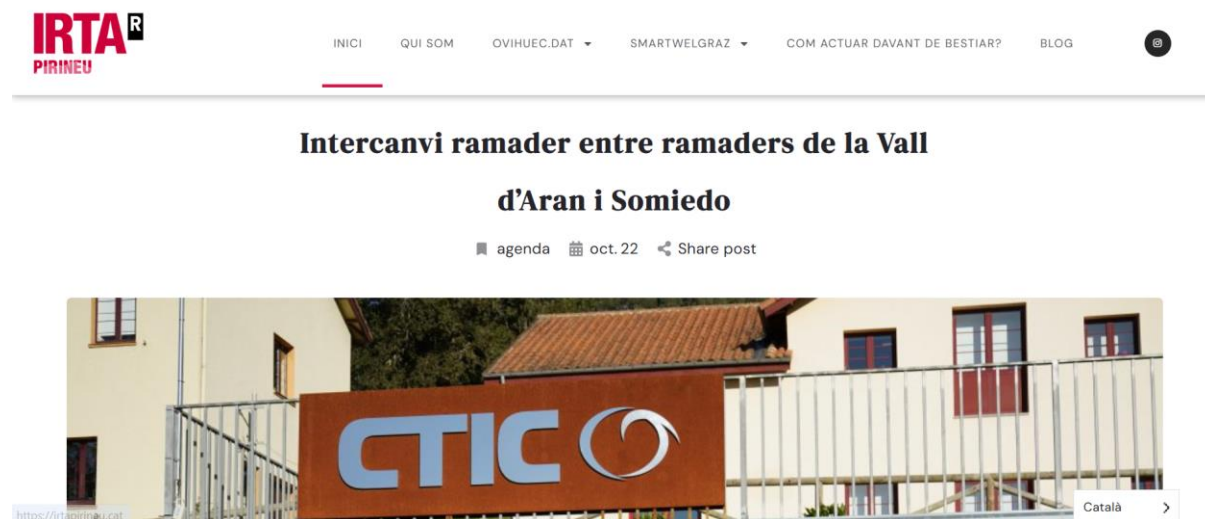 IRTA R
PIRINEU
INICI QUI SOM OVIHUEC.DAT SMARTWELGRAZ COM ACTUAR DAVANT DE BESTIAR? BLOG
Intercanvi ramader entre ramaders de la Vall
d’Aran i Somiedo
agenda oct. 22 Share post
CTIC
Català
https://irtapirineu.cat